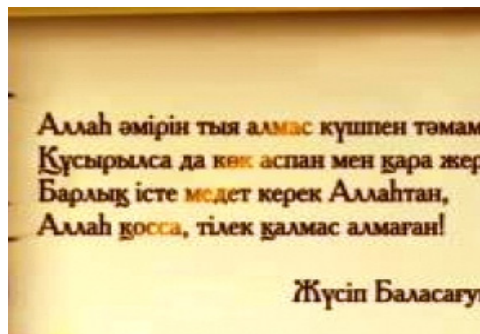 Аллаһ әмірін тыя алмас күшпен тәмам
Құсырылса да көк аспан мен қара жер
Барлық істе медет керек Аллаһтан,
Аллаһ қосса, тілек қалмас алмаған!
Жүсіп Баласағұ